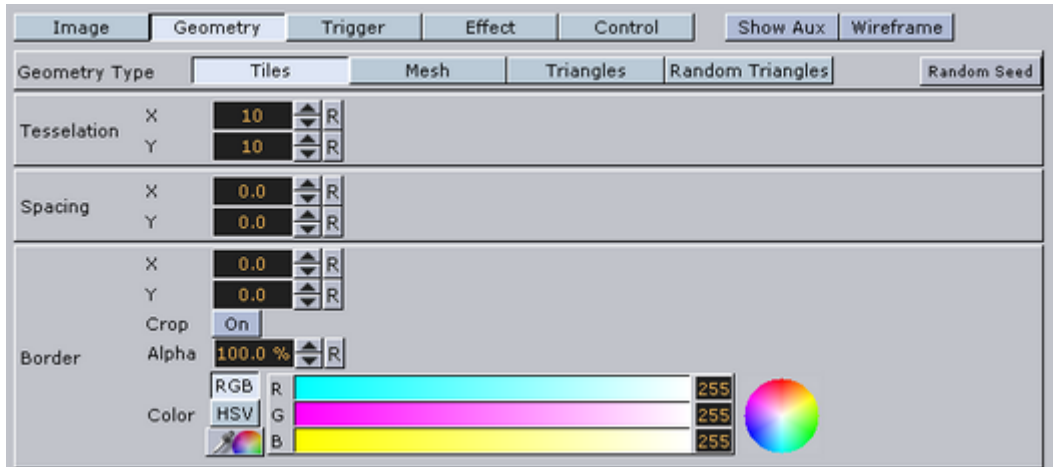 Image Geometry Trigger Effect Control Show Aux Wireframe
Geometry Type Tiles Mesh Triangles Random Triangles Random Seed
Tesselation
X 10 R
Y 10 R
Spacing
X 0.0 R
Y 0.0 R
Border
X 0.0 R
Y 0.0 R
Crop On
Alpha 100.0 % R
Color
RGB R 255
HSV G 255
B 255